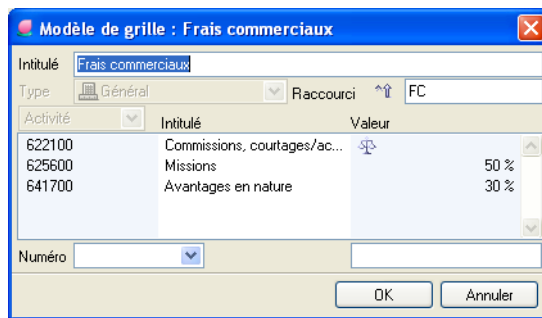 Modèle de grille : Frais commerciaux
Intitulé Frais commerciaux
Type Général Raccourci FC
Activité Intitulé Valeur
622100 Commissions, courtages/ac...
625600 Missions 50 %
641700 Avantages en nature 30 %
Numéro
OK Annuler